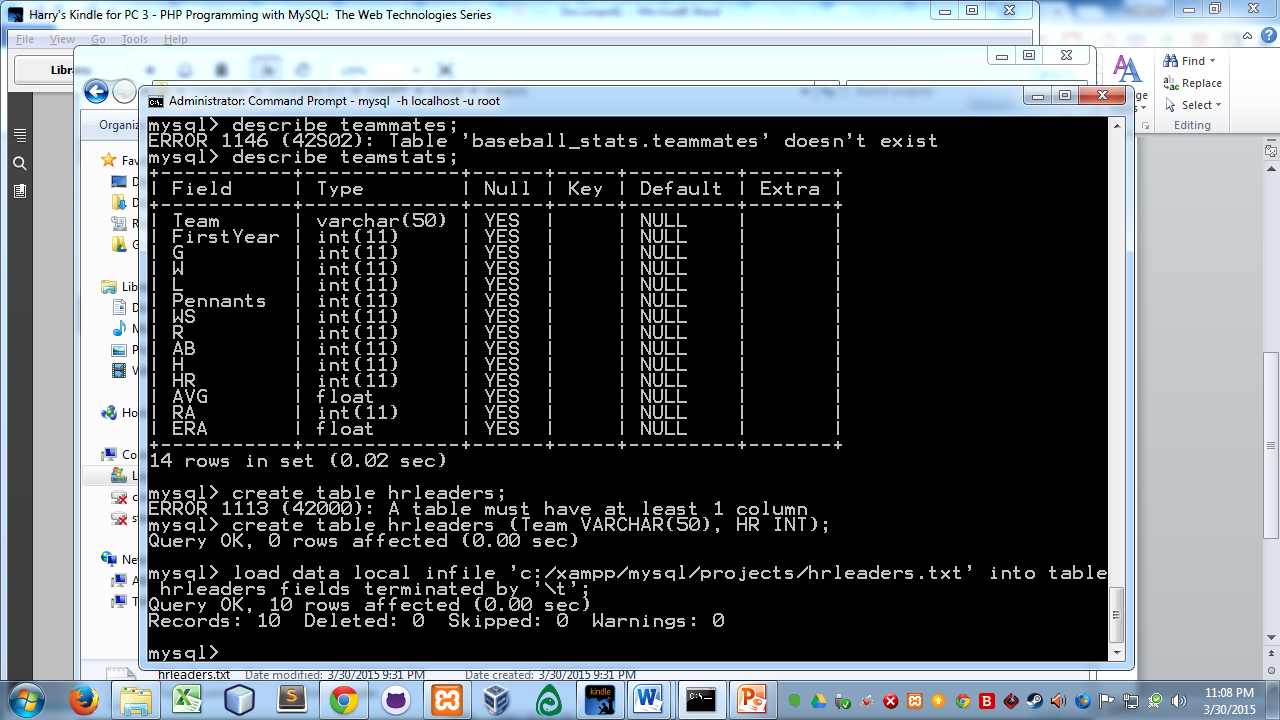 Harry's Kindle for PC 3 - PHP Programming with MySQL: The Web Technologies Series
File View Go Tools Help
Find
Replace
Select
Editing
Organiz
Administrator: Command Prompt - mysql -h localhost -u root
mysql> describe teammates;
ERROR 1146 (42S02): Table 'baseball_stats.teammates' doesn't exist
mysql> describe teamstats;
+------------+-------------+------+-----+---------+-------+
| Field | Type | Null | Key | Default | Extra |
+------------+-------------+------+-----+---------+-------+
| Team | varchar(50) | YES | | NULL | |
| FirstYear | int(11) | YES | | NULL | |
| G | int(11) | YES | | NULL | |
| W | int(11) | YES | | NULL | |
| L | int(11) | YES | | NULL | |
| Pennants | int(11) | YES | | NULL | |
| WS | int(11) | YES | | NULL | |
| R | int(11) | YES | | NULL | |
| AB | int(11) | YES | | NULL | |
| H | int(11) | YES | | NULL | |
| HR | int(11) | YES | | NULL | |
| AVG | float | YES | | NULL | |
| RA | int(11) | YES | | NULL | |
| ERA | float | YES | | NULL | |
+------------+-------------+------+-----+---------+-------+
14 rows in set (0.02 sec)
mysql> create table hrleaders;
ERROR 1113 (42000): A table must have at least 1 column
mysql> create table hrleaders (Team VARCHAR(50), HR INT);
Query OK, 0 rows affected (0.00 sec)
mysql> load data local infile 'c:/xampp/mysql/projects/hrleaders.txt' into table
hrleaders fields terminated by '\t';
Query OK, 10 rows affected (0.00 sec)
Records: 10 Deleted: 0 Skipped: 0 Warnings: 0
mysql>
hrleaders.txt Date modified: 3/30/2015 9:31 PM Date created: 3/30/2015 9:31 PM
11:08 PM
3/30/2015